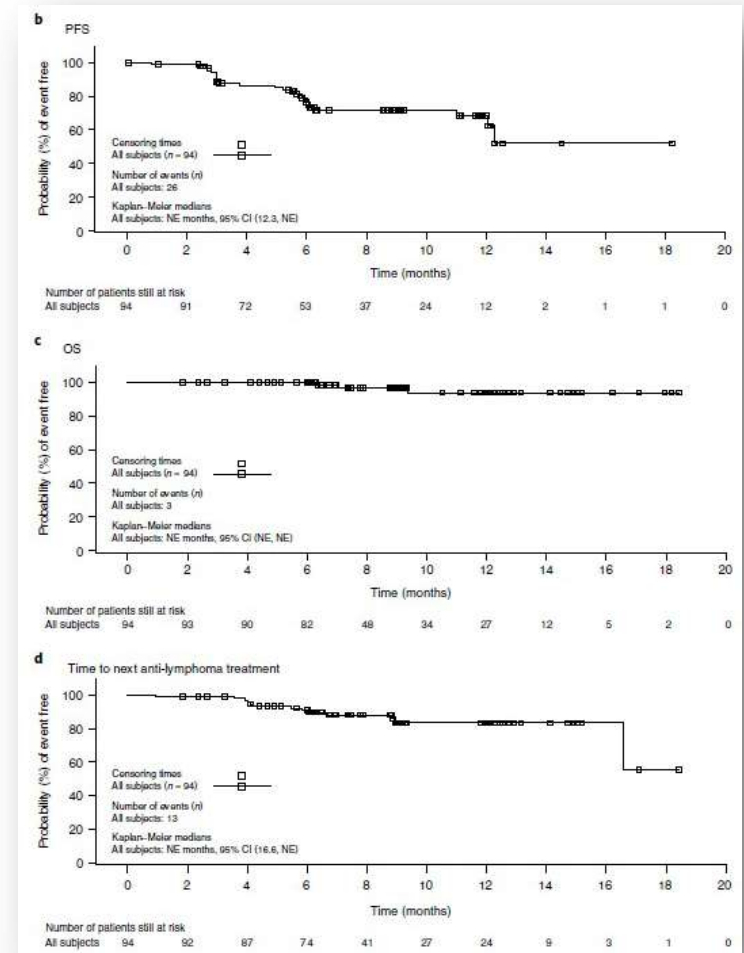 b
PFS
Probability (%) of event free
100
80
60
40
20
0
Censoring times
All subjects (n = 94)
Number of events (n)
All subjects: 26
Kaplan–Meier medians
All subjects: NE months, 95% CI (12.3, NE)
0 2 4 6 8 10 12 14 16 18 20
Time (months)
Number of patients still at risk
All subjects 94 91 72 53 37 24 12 2 1 1 0
c
OS
Probability (%) of event free
100
80
60
40
20
0
Censoring times
All subjects (n = 94)
Number of events (n)
All subjects: 3
Kaplan–Meier medians
All subjects: NE months, 95% CI (NE, NE)
0 2 4 6 8 10 12 14 16 18 20
Time (months)
Number of patients still at risk
All subjects 94 93 90 82 48 34 27 12 5 2 0
d
Time to next anti-lymphoma treatment
Probability (%) of event free
100
80
60
40
20
0
Censoring times
All subjects (n = 94)
Number of events (n)
All subjects: 13
Kaplan–Meier medians
All subjects: NE months, 95% CI (16.6, NE)
0 2 4 6 8 10 12 14 16 18 20
Time (months)
Number of patients still at risk
All subjects 94 92 87 74 41 27 24 9 3 1 0